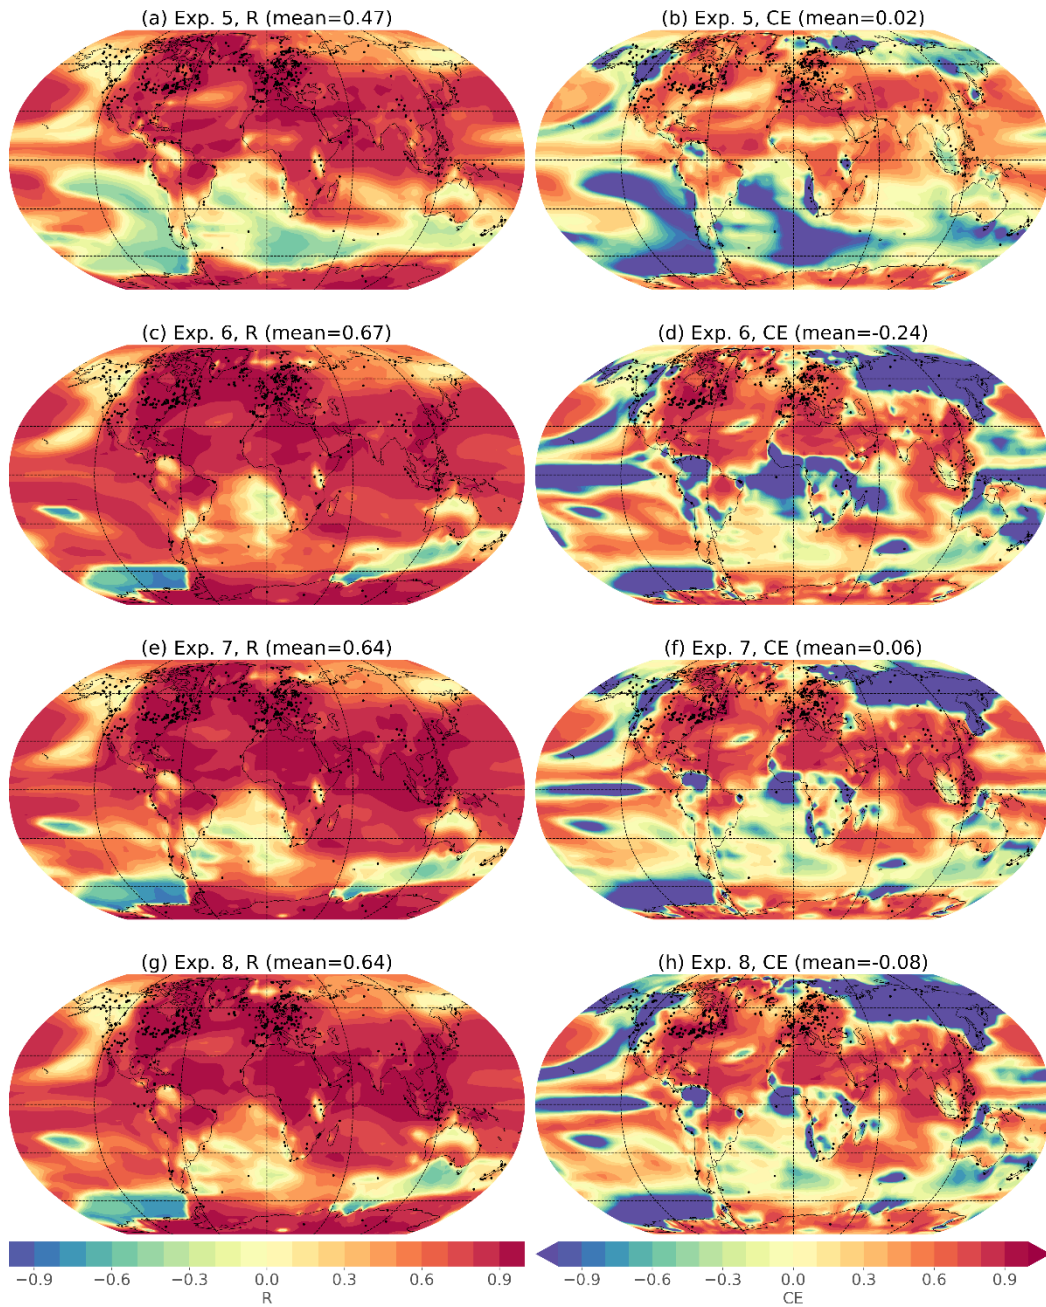 (a) Exp. 5, R (mean=0.47)
(b) Exp. 5, CE (mean=0.02)
(c) Exp. 6, R (mean=0.67)
(d) Exp. 6, CE (mean=-0.24)
(e) Exp. 7, R (mean=0.64)
(f) Exp. 7, CE (mean=0.06)
(g) Exp. 8, R (mean=0.64)
(h) Exp. 8, CE (mean=-0.08)
−0.9 −0.6 −0.3 0.0 0.3 0.6 0.9
R
−0.9 −0.6 −0.3 0.0 0.3 0.6 0.9
CE